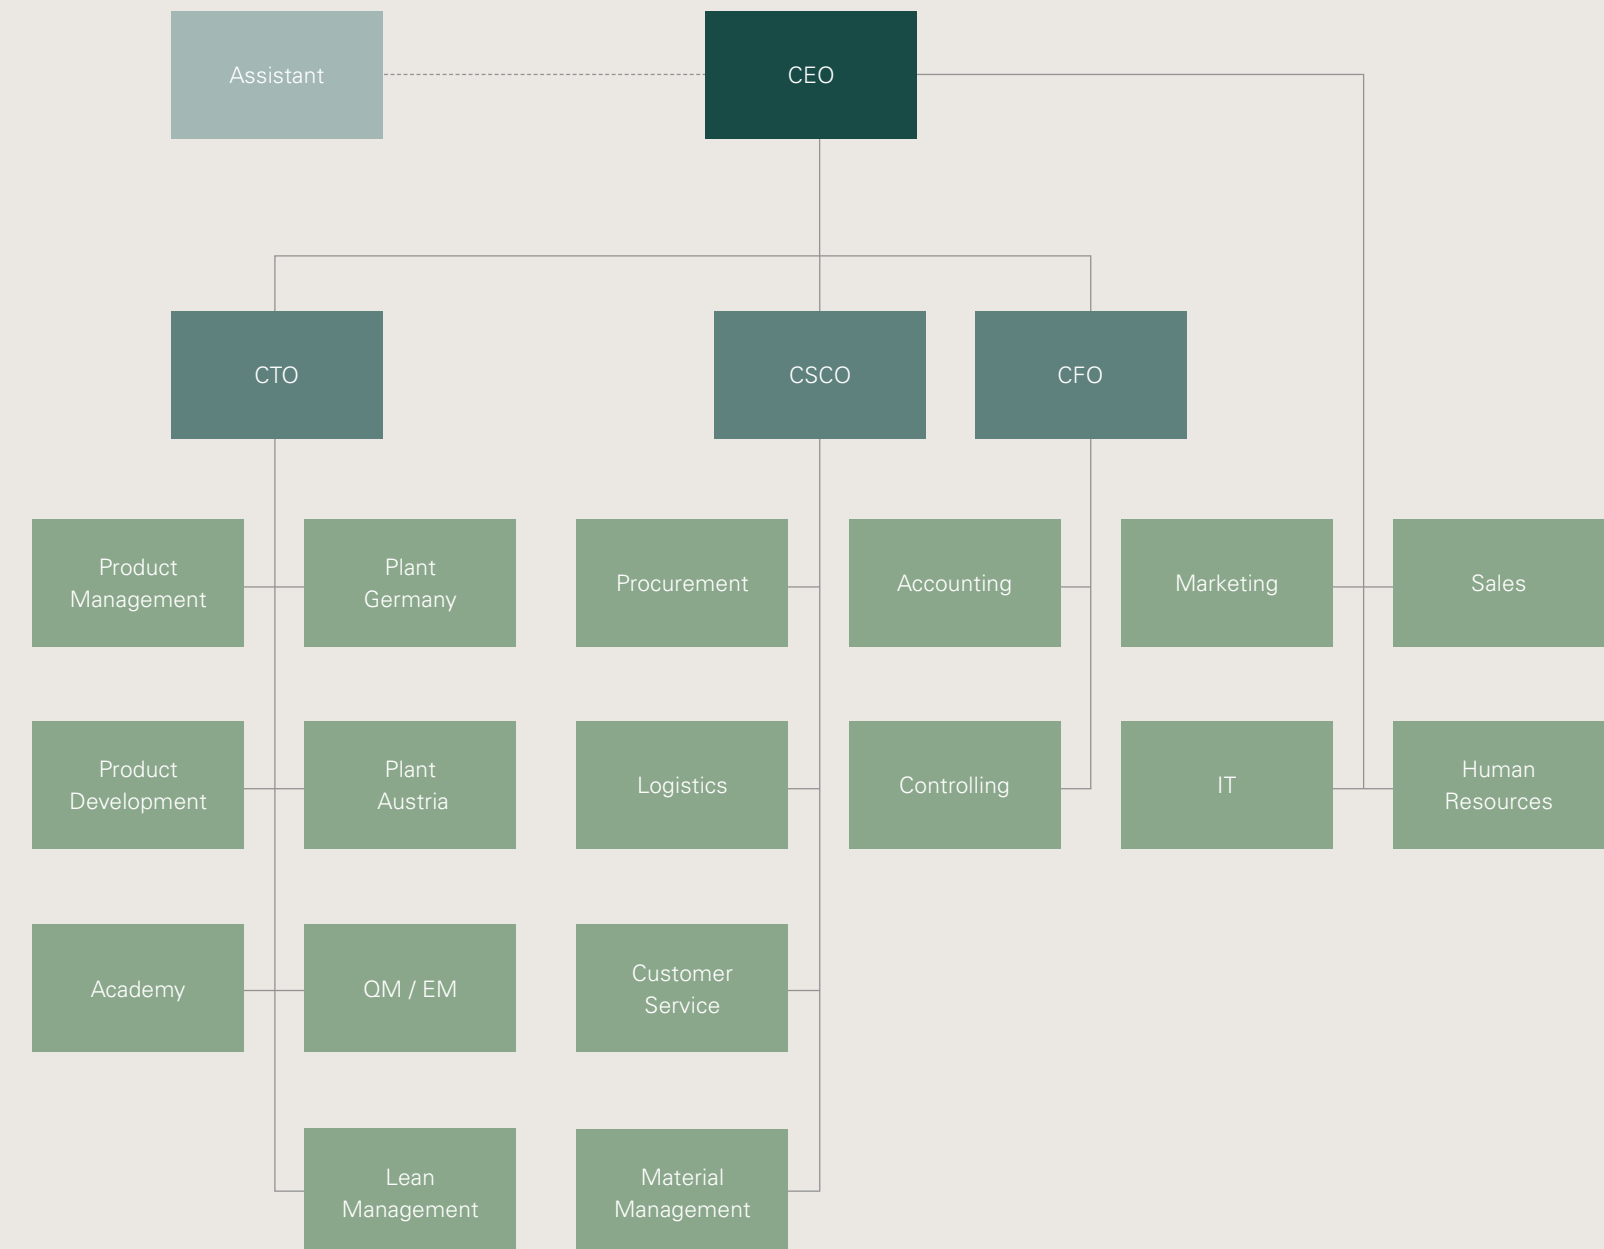 Assistant
CEO
CTO
CSCO
CFO
Product
Management
Plant
Germany
Procurement
Accounting
Marketing
Sales
Product
Development
Plant
Austria
Logistics
Controlling
IT
Human
Resources
Academy
QM / EM
Customer
Service
Lean
Management
Material
Management